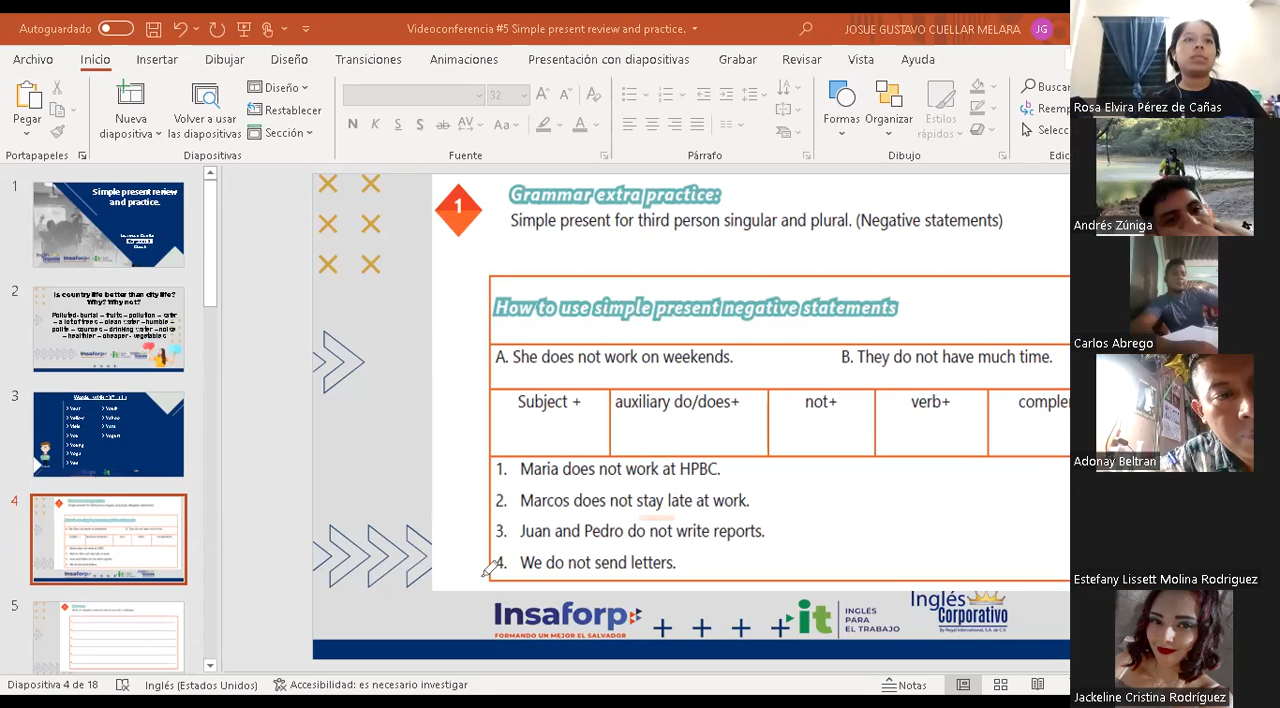 Autoguardado
Videoconferencia #5 Simple present review and practice.
JOSUE GUSTAVO CUELLAR MELARA
JG
Archivo Inicio Insertar Dibujar Diseño Transiciones Animaciones Presentación con diapositivas Grabar Revisar Vista Ayuda
Pegar
Nueva diapositiva
Volver a usar las diapositivas
Diseño
Restablecer
Sección
32
N K S S ab AV Aa A
Formas
Organizar
Estilos rápidos
Buscar
Portapapeles
Diapositivas
Fuente
Párrafo
Dibujo
1
Simple present review
and practice.
2
Is country life better than city life?
Why? Why not?
3
4
5
1
Grammar extra practice:
Simple present for third person singular and plural. (Negative statements)
How to use simple present negative statements
A. She does not work on weekends. B. They do not have much time.
Subject + auxiliary do/does+ not+ verb+
1. Maria does not work at HPBC.
2. Marcos does not stay late at work.
3. Juan and Pedro do not write reports.
4. We do not send letters.
Insaforp
FORMANDO UN MEJOR EL SALVADOR
it
INGLÉS
PARA
EL TRABAJO
Inglés
Corporativo
By Regal International, S.A. de C.V.
Diapositiva 4 de 18
Inglés (Estados Unidos)
Accesibilidad: es necesario investigar
Notas
Rosa Elvira Pérez de Cañas
Andrés Zúniga
Carlos Abrego
Adonay Beltran
Estefany Lissett Molina Rodriguez
Jackeline Cristina Rodríguez